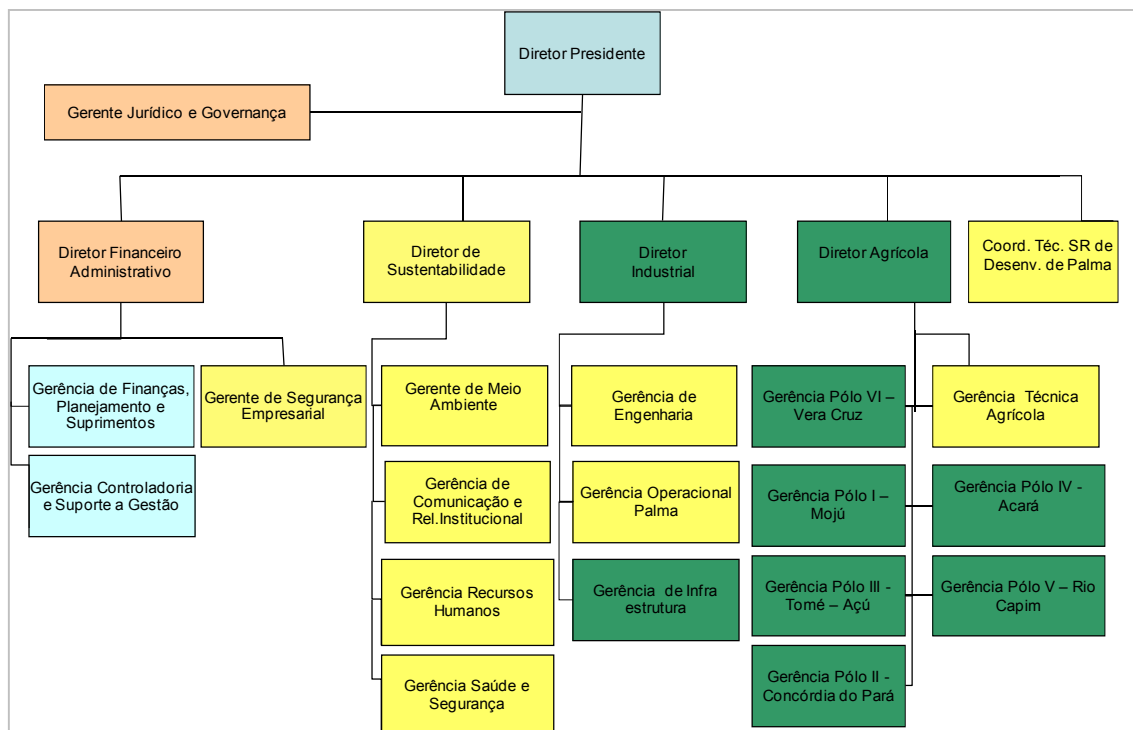 Diretor Presidente
Gerente Jurídico e Governança
Diretor Financeiro
Administrativo
Diretor de
Sustentabilidade
Diretor
Industrial
Diretor Agrícola
Coord. Téc. SR de
Desenv. de Palma
Gerência de Finanças,
Planejamento e
Suprimentos
Gerente de Segurança
Empresarial
Gerente de Meio
Ambiente
Gerência de
Engenharia
Gerência Pólo VI –
Vera Cruz
Gerência Técnica
Agrícola
Gerência Controladoria
e Suporte a Gestão
Gerência de
Comunicação e
Rel.Institucional
Gerência Operacional
Palma
Gerência Pólo I –
Mojú
Gerência Pólo IV -
Acará
Gerência Recursos
Humanos
Gerência de Infra
estrutura
Gerência Pólo III -
Tomé – Açú
Gerência Pólo V – Rio
Capim
Gerência Saúde e
Segurança
Gerência Pólo II -
Concórdia do Pará